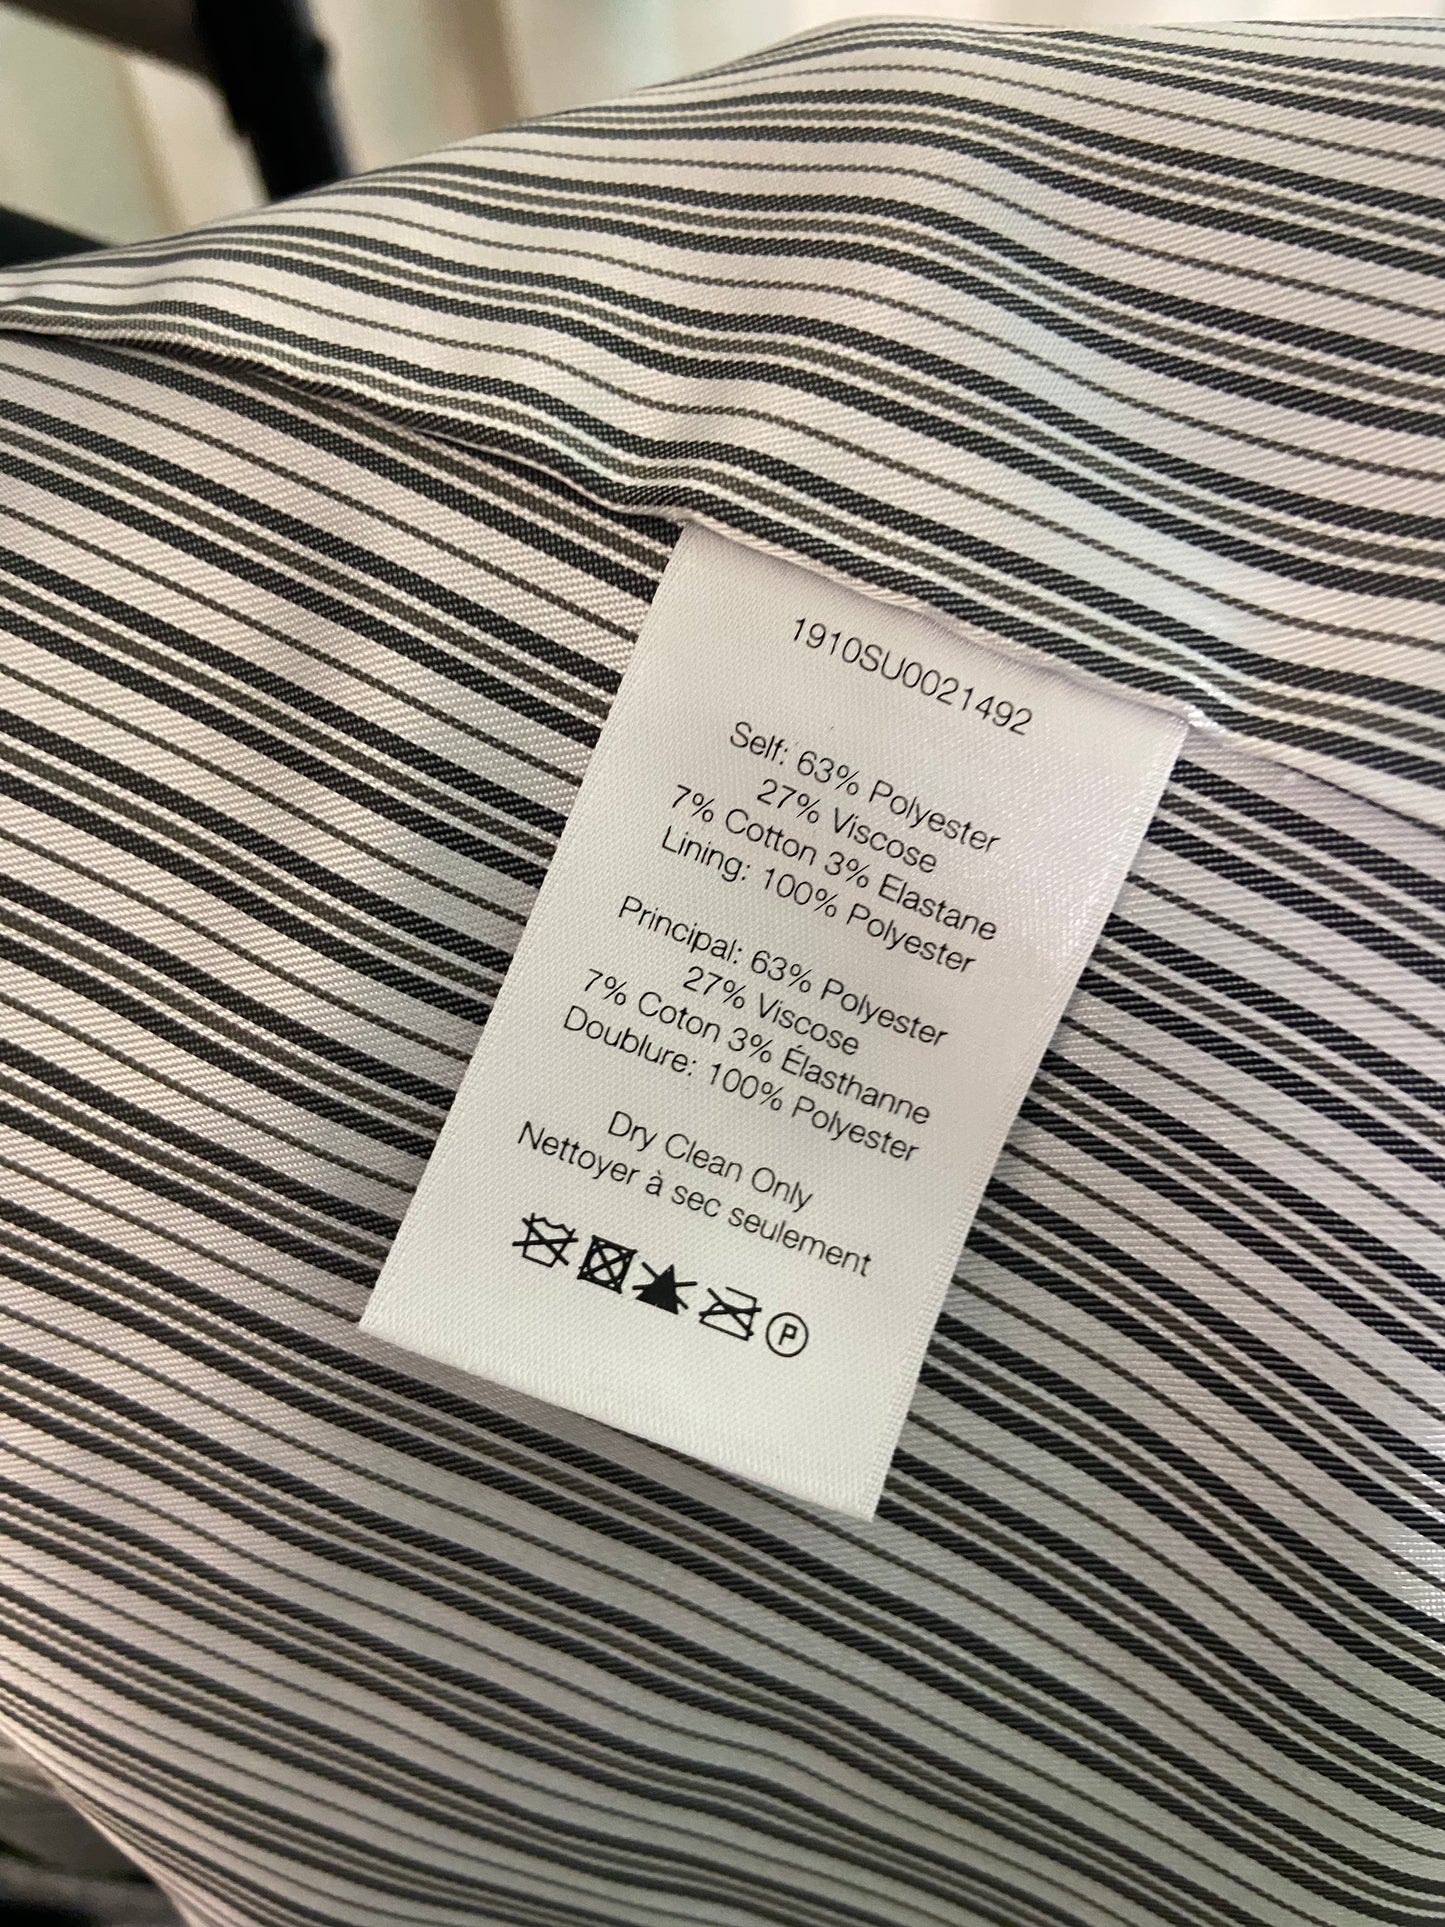 1910SU0021492
Self: 63% Polyester
27% Viscose
7% Cotton 3% Elastane
Lining: 100% Polyester
Principal: 63% Polyester
27% Viscose
7% Coton 3% Élasthanne
Doublure: 100% Polyester
Dry Clean Only
Nettoyer à sec seulement
P